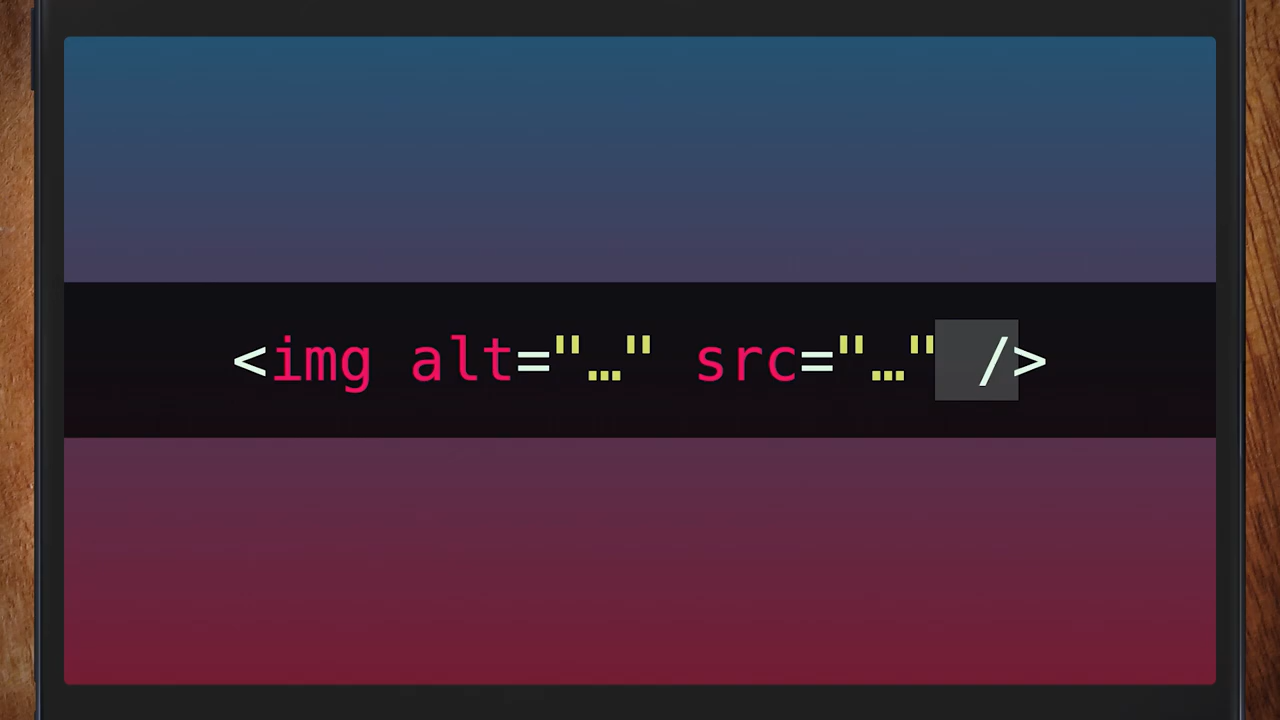 <img alt="…" src="…" />